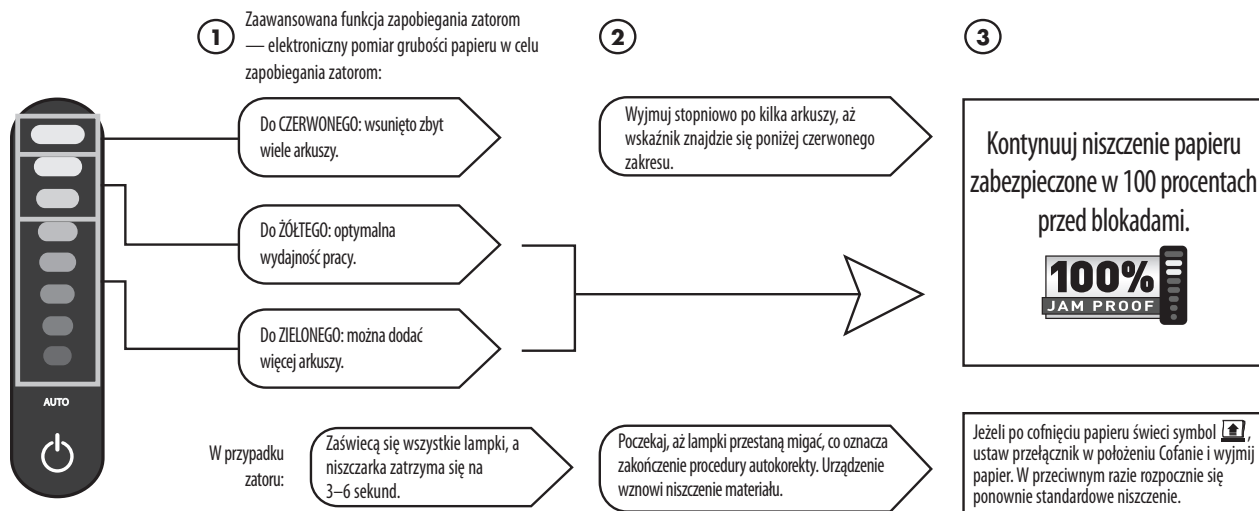 1
Zaawansowana funkcja zapobiegania zatorom
— elektroniczny pomiar grubości papieru w celu
zapobiegania zatorom:
2
3
Do CZERWONEGO: wsunięto zbyt
wiele arkuszy.
Wyjmuj stopniowo po kilka arkuszy, aż
wskaźnik znajdzie się poniżej czerwonego
zakresu.
Kontynuuj niszczenie papieru
zabezpieczone w 100 procentach
przed blokadami.
100%
JAM PROOF
Do ŻÓŁTEGO: optymalna
wydajność pracy.
Do ZIELONEGO: można dodać
więcej arkuszy.
AUTO
W przypadku
zatoru:
Zaświecą się wszystkie lampki, a
niszczarka zatrzyma się na
3–6 sekund.
Poczekaj, aż lampki przestaną migać, co oznacza
zakończenie procedury autokorekty. Urządzenie
wznowi niszczenie materiału.
Jeżeli po cofnięciu papieru świeci symbol ,
ustaw przełącznik w położeniu Cofanie i wyjmij
papier. W przeciwnym razie rozpocznie się
ponownie standardowe niszczenie.